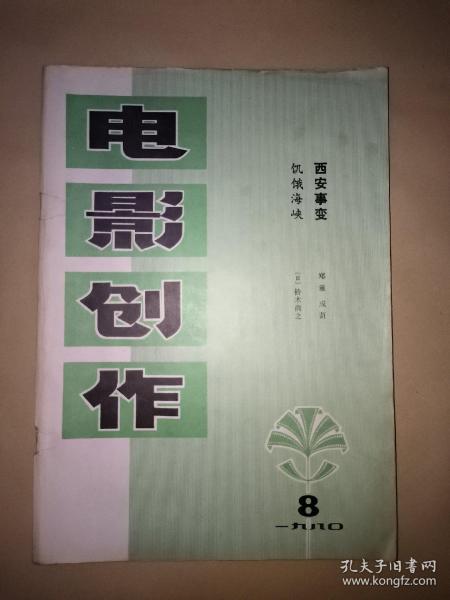 电影创作
西安事变
郑重 成荫
饥饿海峡
〔日〕铃木尚之
8
一九八〇
孔夫子旧书网
www.kongfz.com